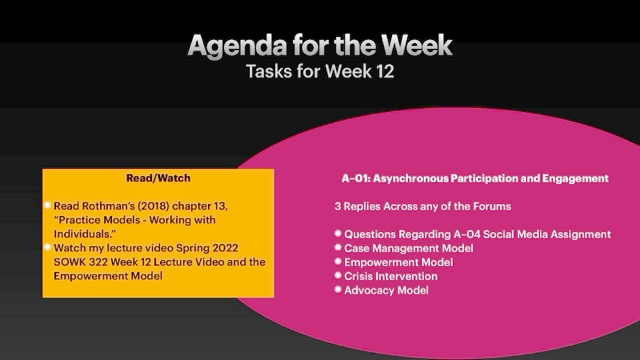 Agenda for the Week
Tasks for Week 12
Read/Watch
Read Rothman's (2018) chapter 13,
"Practice Models - Working with
Individuals."
Watch my lecture video Spring 2022
SOWK 322 Week 12 Lecture Video and the
Empowerment Model
A-01: Asynchronous Participation and Engagement
3 Replies Across any of the Forums
Questions Regarding A-04 Social Media Assignment
Case Management Model
Empowerment Model
Crisis Intervention
Advocacy Model